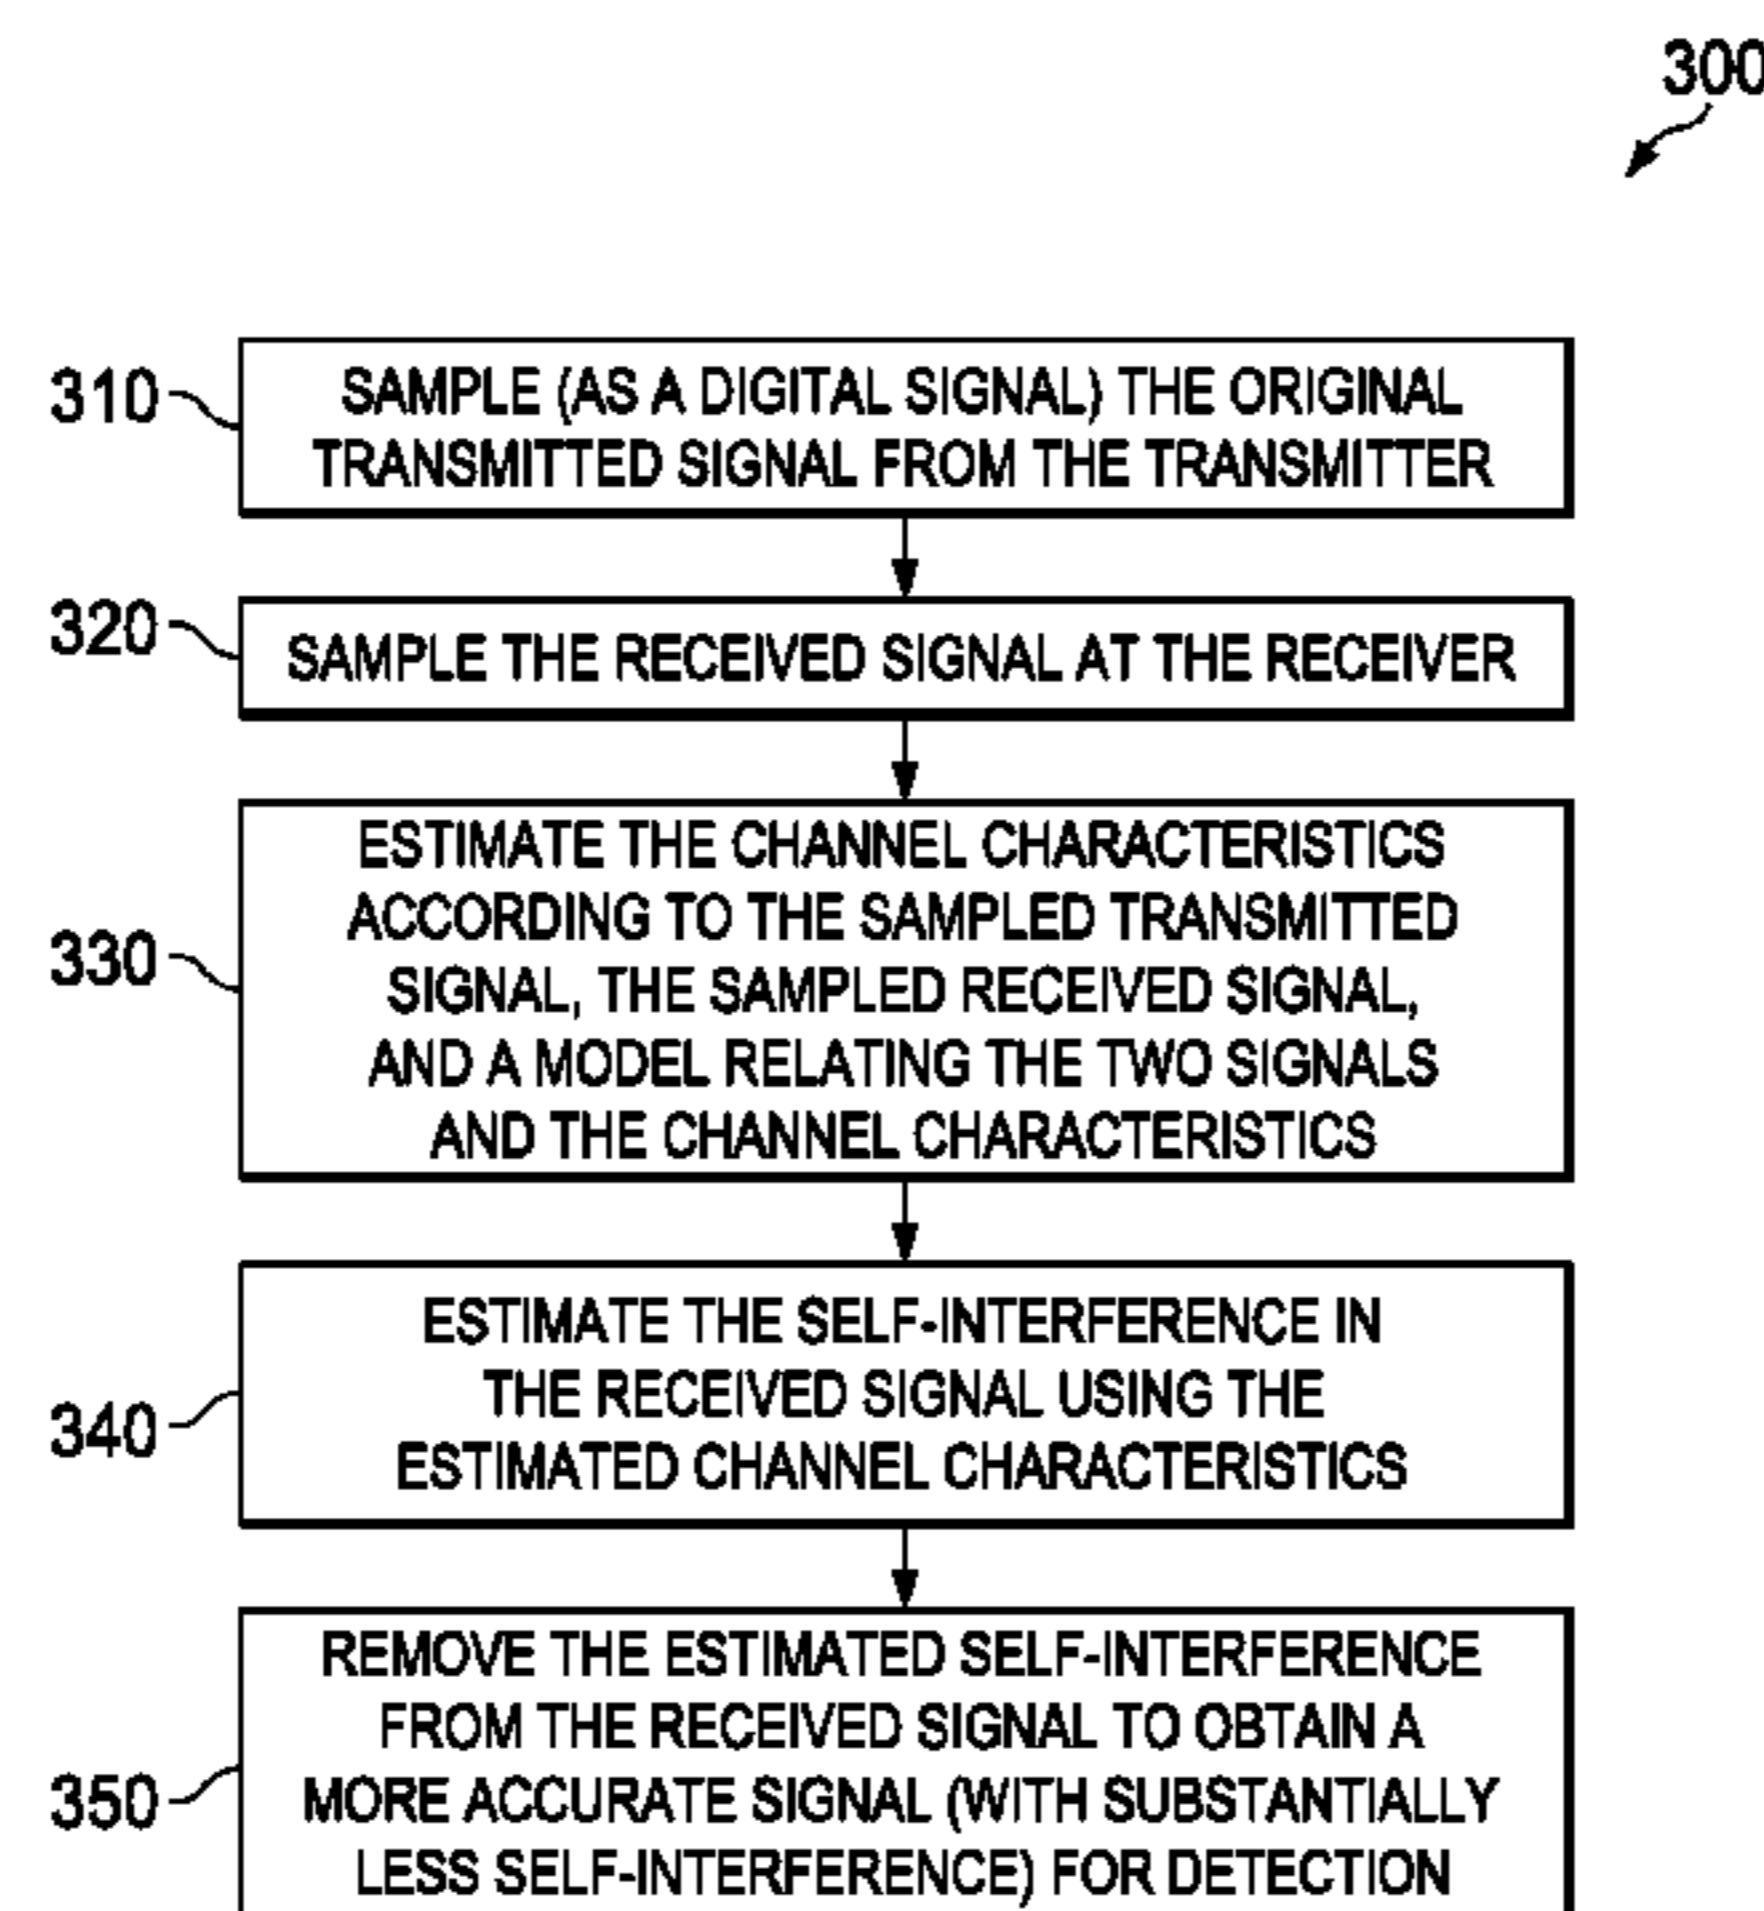 300
310
SAMPLE (AS A DIGITAL SIGNAL) THE ORIGINAL
TRANSMITTED SIGNAL FROM THE TRANSMITTER
320
SAMPLE THE RECEIVED SIGNAL AT THE RECEIVER
330
ESTIMATE THE CHANNEL CHARACTERISTICS
ACCORDING TO THE SAMPLED TRANSMITTED
SIGNAL, THE SAMPLED RECEIVED SIGNAL,
AND A MODEL RELATING THE TWO SIGNALS
AND THE CHANNEL CHARACTERISTICS
340
ESTIMATE THE SELF-INTERFERENCE IN
THE RECEIVED SIGNAL USING THE
ESTIMATED CHANNEL CHARACTERISTICS
350
REMOVE THE ESTIMATED SELF-INTERFERENCE
FROM THE RECEIVED SIGNAL TO OBTAIN A
MORE ACCURATE SIGNAL (WITH SUBSTANTIALLY
LESS SELF-INTERFERENCE) FOR DETECTION